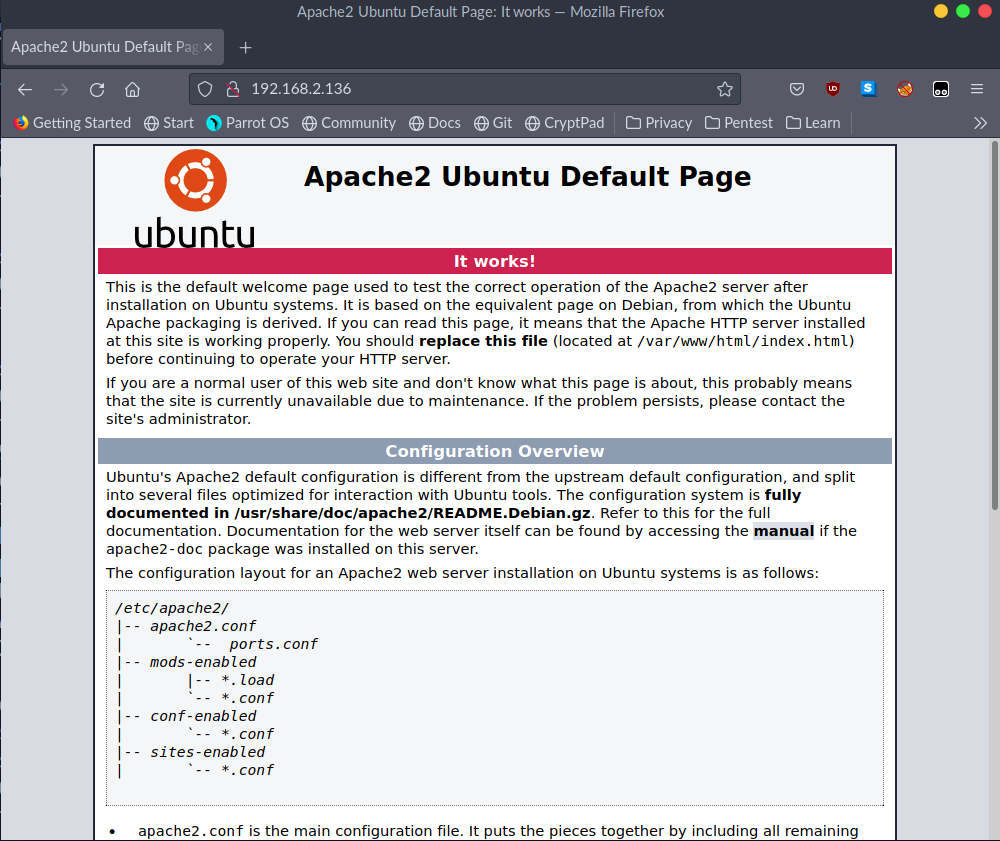 Apache2 Ubuntu Default Page: It works — Mozilla Firefox
Apache2 Ubuntu Default Pag
192.168.2.136
Getting Started Start Parrot OS Community Docs Git CryptPad Privacy Pentest Learn
Apache2 Ubuntu Default Page
ubuntu
It works!
This is the default welcome page used to test the correct operation of the Apache2 server after
installation on Ubuntu systems. It is based on the equivalent page on Debian, from which the Ubuntu
Apache packaging is derived. If you can read this page, it means that the Apache HTTP server installed
at this site is working properly. You should replace this file (located at /var/www/html/index.html)
before continuing to operate your HTTP server.
If you are a normal user of this web site and don't know what this page is about, this probably means
that the site is currently unavailable due to maintenance. If the problem persists, please contact the
site's administrator.
Configuration Overview
Ubuntu's Apache2 default configuration is different from the upstream default configuration, and split
into several files optimized for interaction with Ubuntu tools. The configuration system is fully
documented in /usr/share/doc/apache2/README.Debian.gz. Refer to this for the full
documentation. Documentation for the web server itself can be found by accessing the manual if the
apache2-doc package was installed on this server.
The configuration layout for an Apache2 web server installation on Ubuntu systems is as follows:
/etc/apache2/
|-- apache2.conf
|       `--  ports.conf
|-- mods-enabled
|       |-- *.load
|       `-- *.conf
|-- conf-enabled
|       `-- *.conf
|-- sites-enabled
|       `-- *.conf
• apache2.conf is the main configuration file. It puts the pieces together by including all remaining